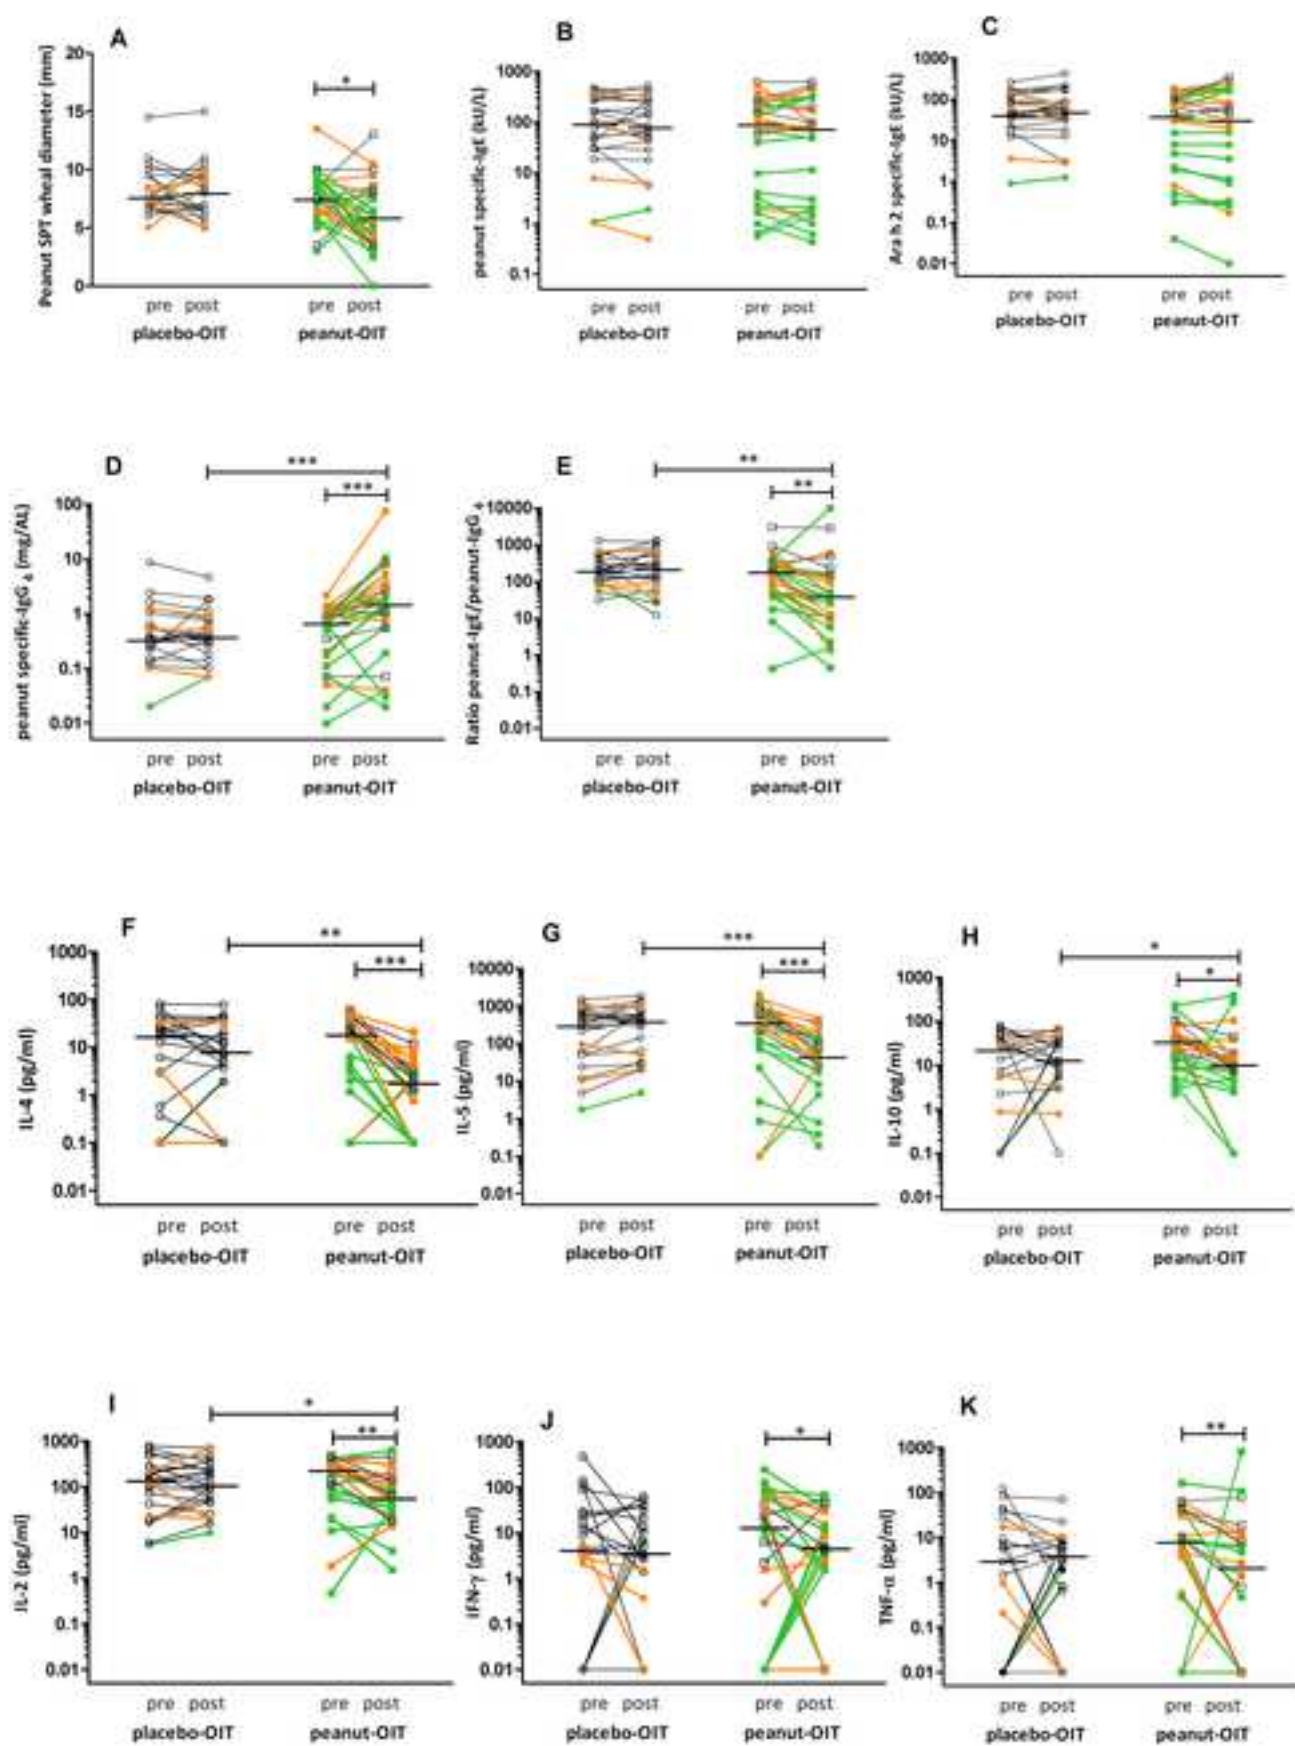 A
Peanut SPT wheal diameter (mm)
20
15
10
5
0
pre post pre post
placebo-OIT peanut-OIT
*
B
peanut specific-IgE (kU/L)
1000
100
10
1
0.1
pre post pre post
placebo-OIT peanut-OIT
C
Ara h 2 specific-IgE (kU/L)
1000
100
10
1
0.1
0.01
pre post pre post
placebo-OIT peanut-OIT
D
peanut specific-IgG 4 (mg/AL)
100
10
1
0.1
0.01
***
***
pre post pre post
placebo-OIT peanut-OIT
E
Ratio peanut-IgE/peanut-IgG 4
10000
1000
100
10
1
0.1
0.01
**
**
pre post pre post
placebo-OIT peanut-OIT
F
IL-4 (pg/ml)
1000
100
10
1
0.1
0.01
**
***
pre post pre post
placebo-OIT peanut-OIT
G
IL-5 (pg/ml)
10000
1000
100
10
1
0.1
0.01
***
***
pre post pre post
placebo-OIT peanut-OIT
H
IL-10 (pg/ml)
1000
100
10
1
0.1
0.01
*
*
pre post pre post
placebo-OIT peanut-OIT
I
IL-2 (pg/ml)
1000
100
10
1
0.1
0.01
*
**
pre post pre post
placebo-OIT peanut-OIT
J
IFN-γ (pg/ml)
1000
100
10
1
0.1
0.01
*
pre post pre post
placebo-OIT peanut-OIT
K
TNF-α (pg/ml)
1000
100
10
1
0.1
0.01
**
pre post pre post
placebo-OIT peanut-OIT